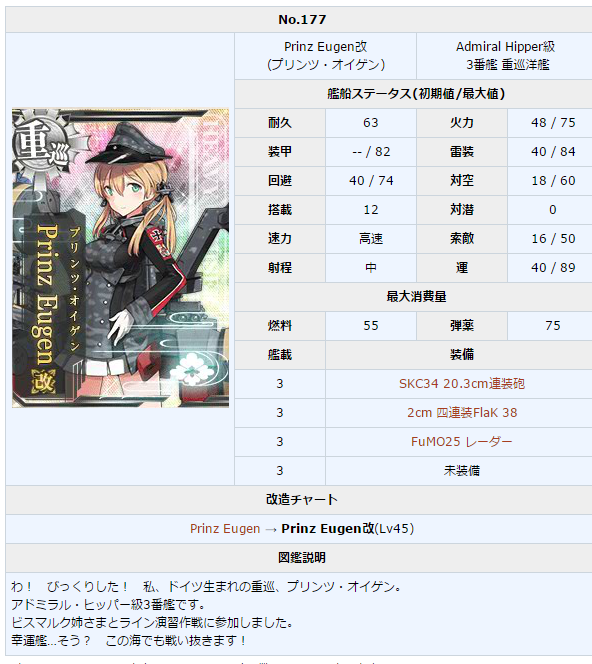 No.177
Prinz Eugen改
(プリンツ・オイゲン)
Admiral Hipper級
3番艦 重巡洋艦
艦船ステータス(初期値/最大値)
耐久 63 火力 48 / 75
装甲 -- / 82 雷装 40 / 84
回避 40 / 74 対空 18 / 60
搭載 12 対潜 0
速力 高速 索敵 16 / 50
射程 中 運 40 / 89
最大消費量
燃料 55 弾薬 75
艦載 装備
3 SKC34 20.3cm連装砲
3 2cm 四連装FlaK 38
3 FuMO25 レーダー
3 未装備
重巡
プリンツ・オイゲン
Prinz Eugen
改
改造チャート
Prinz Eugen → Prinz Eugen改(Lv45)
図鑑説明
わ!　びっくりした!　私、ドイツ生まれの重巡、プリンツ・オイゲン。
アドミラル・ヒッパー級3番艦です。
ビスマルク姉さまとライン演習作戦に参加しました。
幸運艦…そう?　この海でも戦い抜きます!